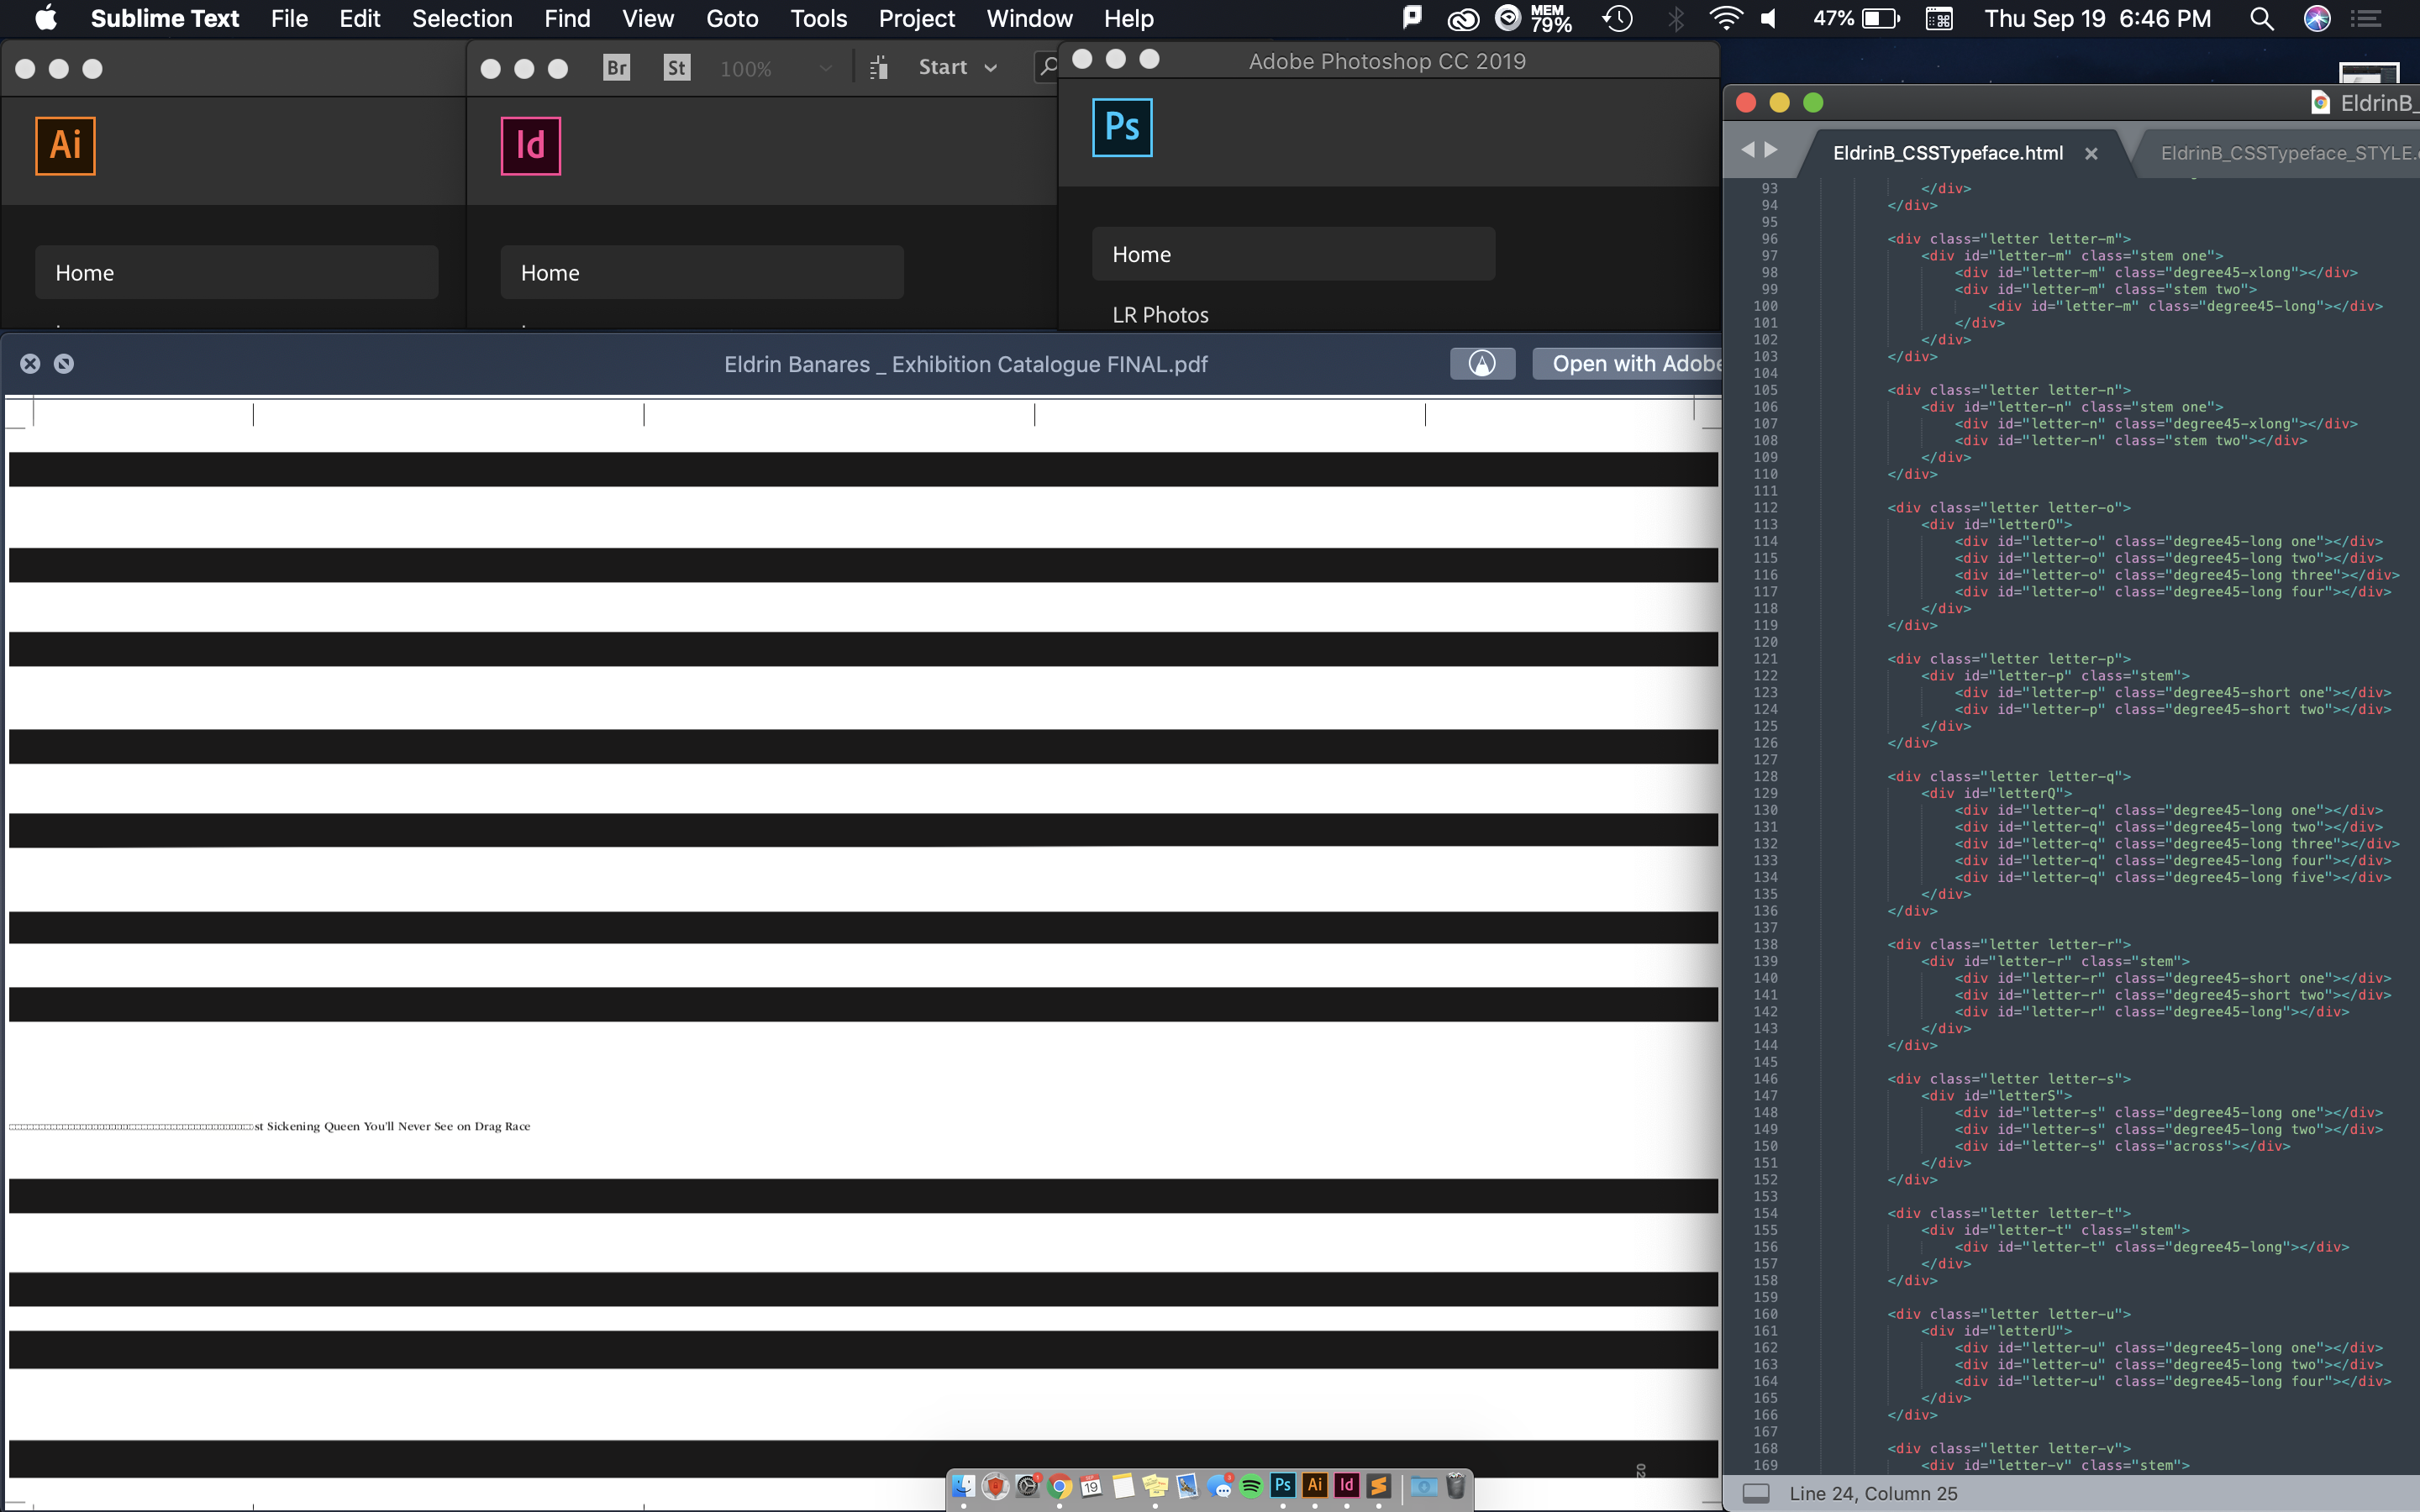 Sublime Text File Edit Selection Find View Goto Tools Project Window Help MEM 79% 47% Thu Sep 19 6:46 PM
Br St 100% Start
Adobe Photoshop CC 2019
Ai
Id
Ps
Home
Home
Home
LR Photos
Eldrin Banares _ Exhibition Catalogue FINAL.pdf
Open with Adobe
st Sickening Queen You'll Never See on Drag Race
02
SEP
19
Ps Ai Id
EldrinB_
EldrinB_CSSTypeface.html
EldrinB_CSSTypeface_STYLE.
93 </div>
94 </div>
95
96 <div class="letter letter-m">
97 <div id="letter-m" class="stem one">
98 <div id="letter-m" class="degree45-xlong"></div>
99 <div id="letter-m" class="stem two">
100 <div id="letter-m" class="degree45-long"></div>
101 </div>
102 </div>
103 </div>
104
105 <div class="letter letter-n">
106 <div id="letter-n" class="stem one">
107 <div id="letter-n" class="degree45-xlong"></div>
108 <div id="letter-n" class="stem two"></div>
109 </div>
110 </div>
111
112 <div class="letter letter-o">
113 <div id="letterO">
114 <div id="letter-o" class="degree45-long one"></div>
115 <div id="letter-o" class="degree45-long two"></div>
116 <div id="letter-o" class="degree45-long three"></div>
117 <div id="letter-o" class="degree45-long four"></div>
118 </div>
119 </div>
120
121 <div class="letter letter-p">
122 <div id="letter-p" class="stem">
123 <div id="letter-p" class="degree45-short one"></div>
124 <div id="letter-p" class="degree45-short two"></div>
125 </div>
126 </div>
127
128 <div class="letter letter-q">
129 <div id="letterQ">
130 <div id="letter-q" class="degree45-long one"></div>
131 <div id="letter-q" class="degree45-long two"></div>
132 <div id="letter-q" class="degree45-long three"></div>
133 <div id="letter-q" class="degree45-long four"></div>
134 <div id="letter-q" class="degree45-long five"></div>
135 </div>
136 </div>
137
138 <div class="letter letter-r">
139 <div id="letter-r" class="stem">
140 <div id="letter-r" class="degree45-short one"></div>
141 <div id="letter-r" class="degree45-short two"></div>
142 <div id="letter-r" class="degree45-long"></div>
143 </div>
144 </div>
145
146 <div class="letter letter-s">
147 <div id="letterS">
148 <div id="letter-s" class="degree45-long one"></div>
149 <div id="letter-s" class="degree45-long two"></div>
150 <div id="letter-s" class="across"></div>
151 </div>
152 </div>
153
154 <div class="letter letter-t">
155 <div id="letter-t" class="stem">
156 <div id="letter-t" class="degree45-long"></div>
157 </div>
158 </div>
159
160 <div class="letter letter-u">
161 <div id="letterU">
162 <div id="letter-u" class="degree45-long one"></div>
163 <div id="letter-u" class="degree45-long two"></div>
164 <div id="letter-u" class="degree45-long four"></div>
165 </div>
166 </div>
167
168 <div class="letter letter-v">
169 <div id="letter-v" class="stem">
Line 24, Column 25